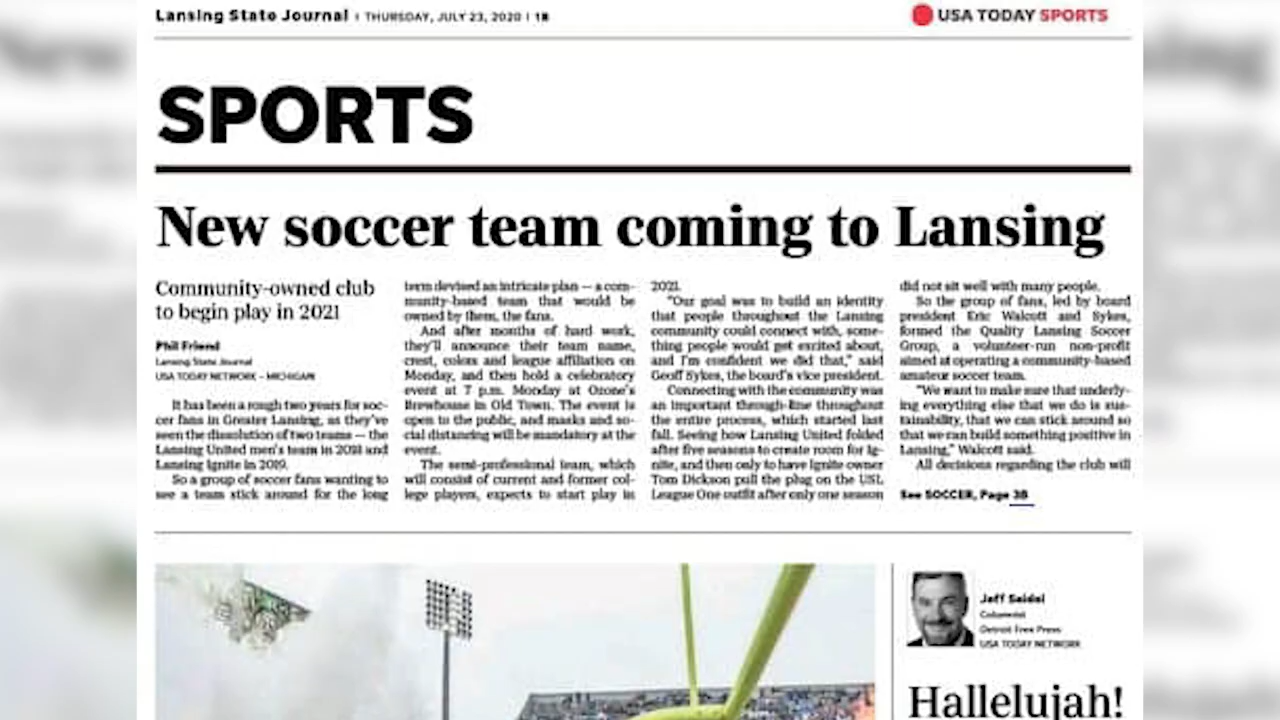 Lansing State Journal | THURSDAY, JULY 23, 2020 | 1B
USA TODAY SPORTS
SPORTS
New soccer team coming to Lansing
Community-owned club
to begin play in 2021
Phil Friend
Lansing State Journal
USA TODAY NETWORK – MICHIGAN
It has been a rough two years for soc-
cer fans in Greater Lansing, as they've
seen the dissolution of two teams — the
Lansing United men's team in 2018 and
Lansing Ignite in 2019.
So a group of soccer fans wanting to
see a team stick around for the long
term devised an intricate plan — a com-
munity-based team that would be
owned by them, the fans.
And after months of hard work,
they'll announce their team name,
crest, colors and league affiliation on
Monday, and then hold a celebratory
event at 7 p.m. Monday at Ozone's
Brewhouse in Old Town. The event is
open to the public, and masks and so-
cial distancing will be mandatory at the
event.
The semi-professional team, which
will consist of current and former col-
lege players, expects to start play in
2021.
"Our goal was to build an identity
that people throughout the Lansing
community could connect with, some-
thing people would get excited about,
and I'm confident we did that," said
Geoff Sykes, the board's vice president.
Connecting with the community was
an important through-line throughout
the entire process, which started last
fall. Seeing how Lansing United folded
after five seasons to create room for Ig-
nite, and then only to have Ignite owner
Tom Dickson pull the plug on the USL
League One outfit after only one season
did not sit well with many people.
So the group of fans, led by board
president Eric Walcott and Sykes,
formed the Quality Lansing Soccer
Group, a volunteer-run non-profit
aimed at operating a community-based
amateur soccer team.
"We want to make sure that underly-
ing everything else that we do is sus-
tainability, that we can stick around so
that we can build something positive in
Lansing," Walcott said.
All decisions regarding the club will
See SOCCER, Page 3B
Jeff Seidel
Columnist
Detroit Free Press
USA TODAY NETWORK
Hallelujah!